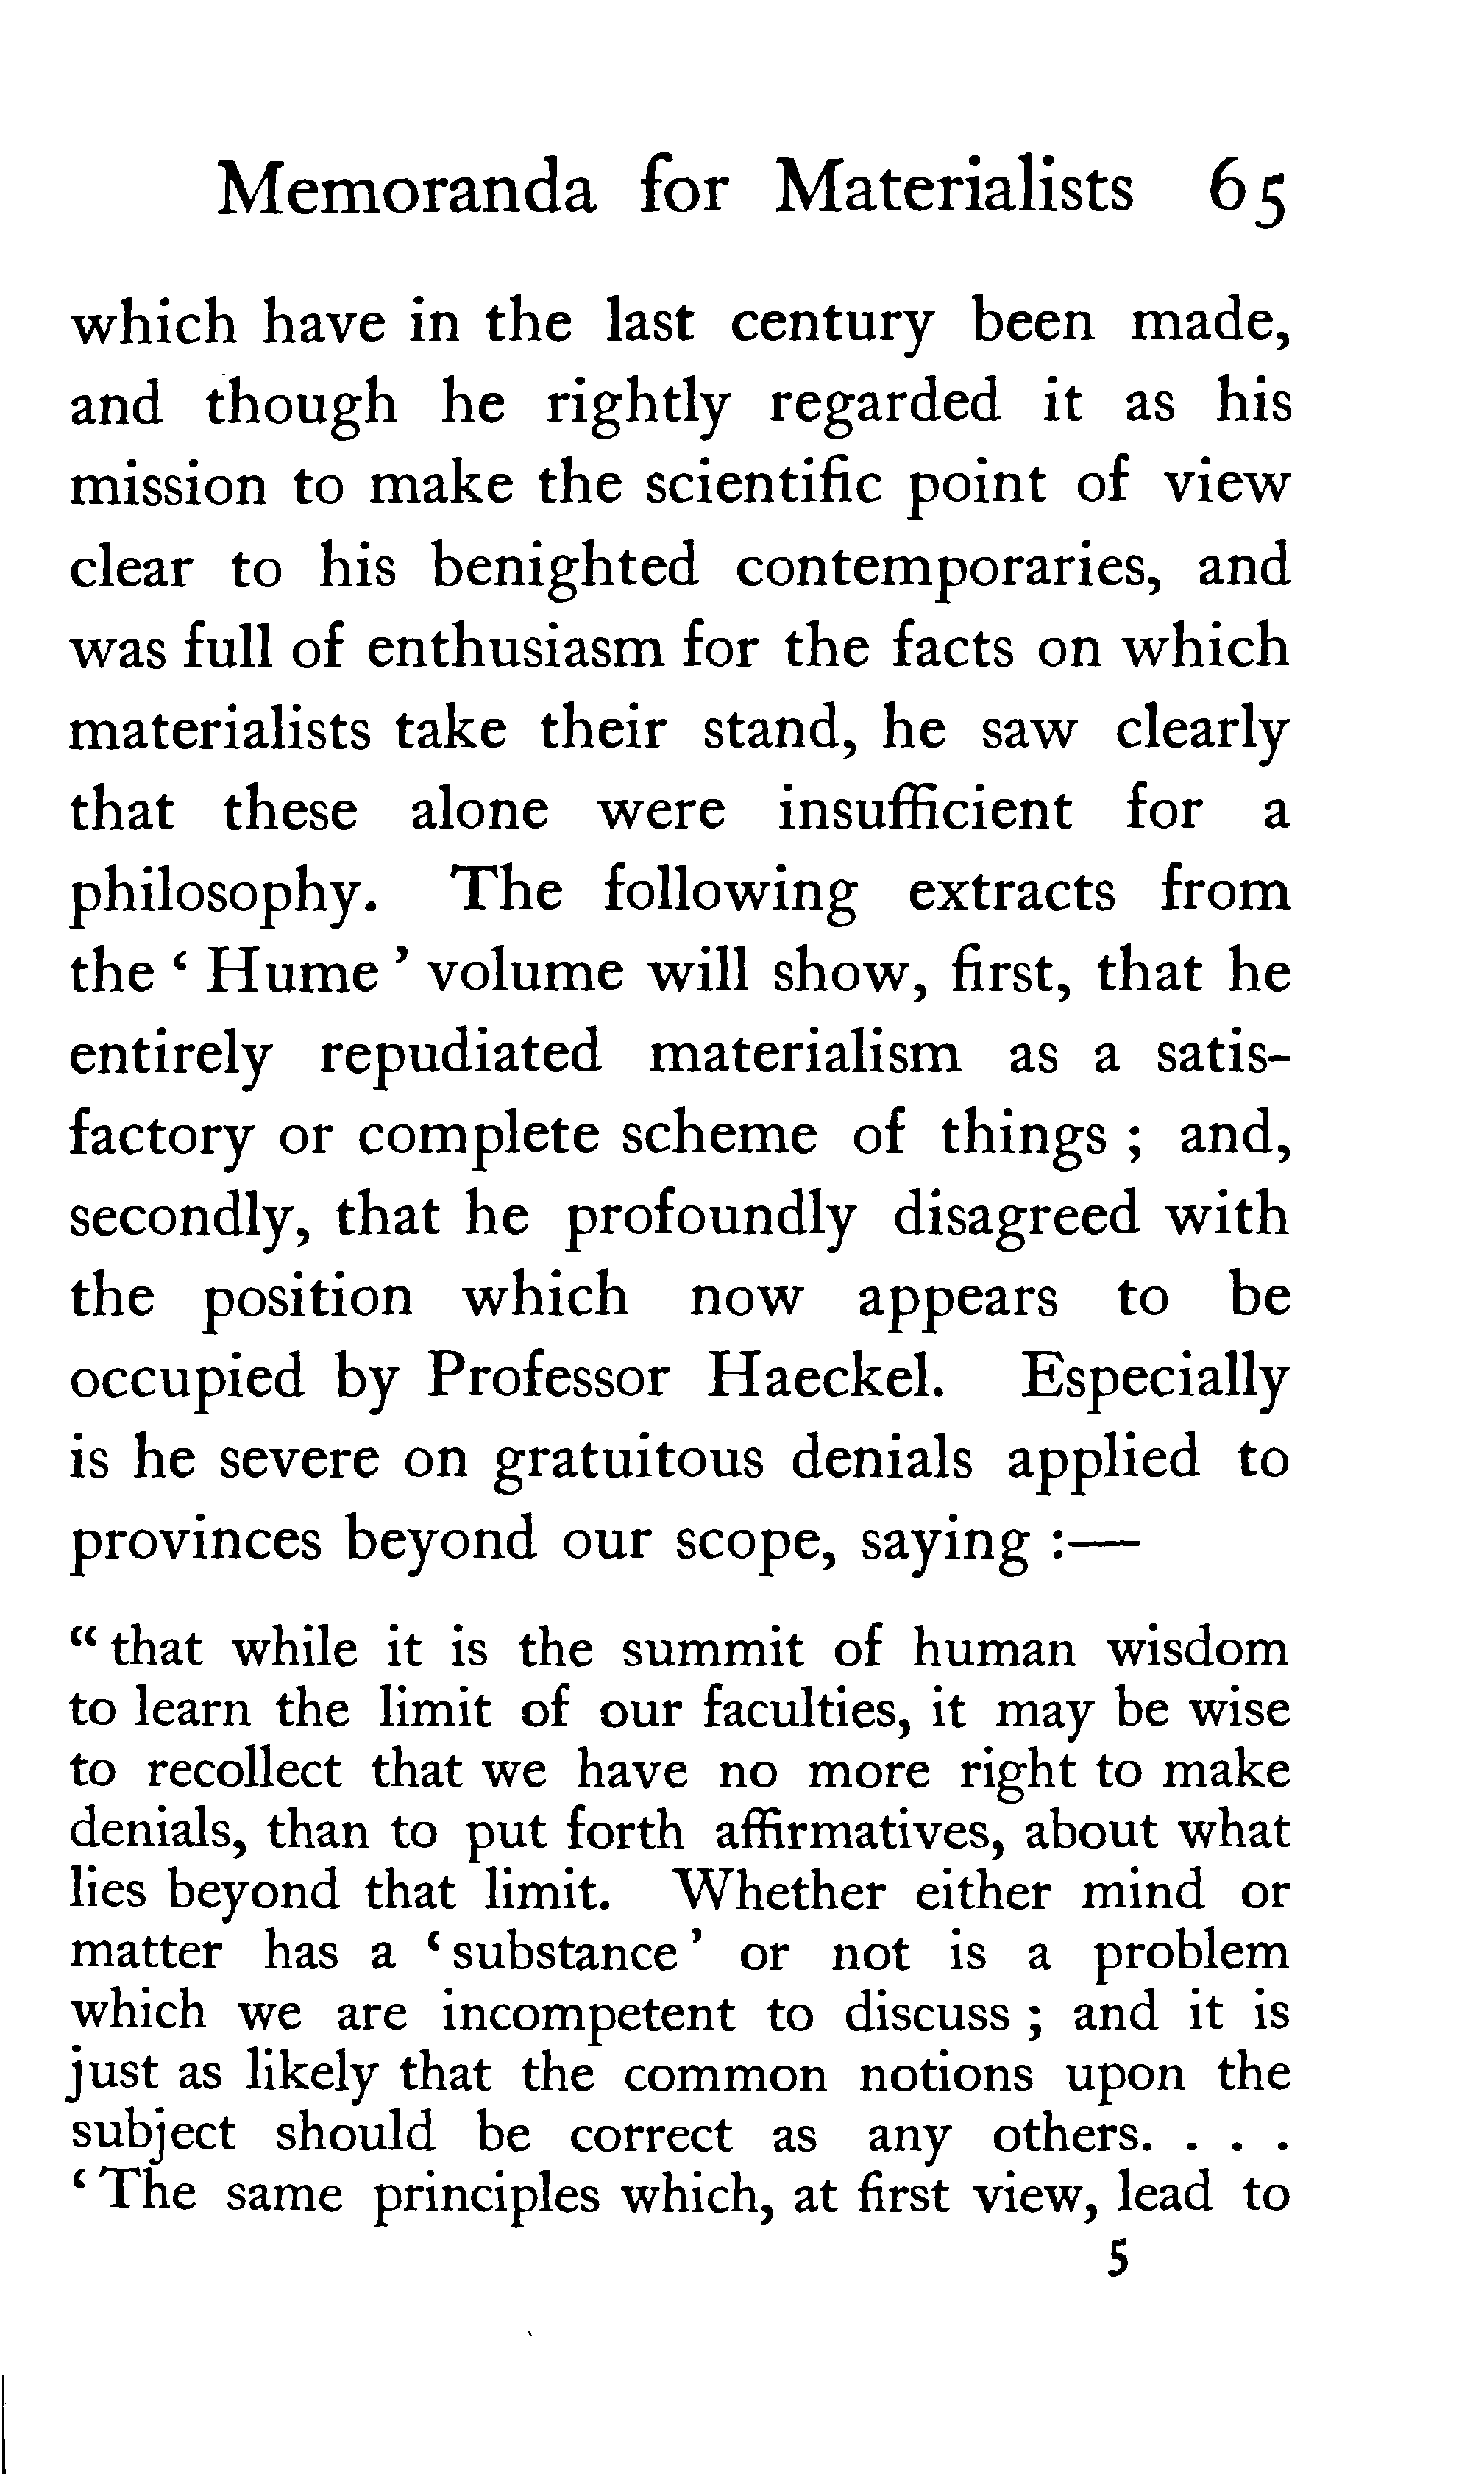 Memoranda for Materialists 65
which have in the last century been made,
and though he rightly regarded it as his
mission to make the scientific point of view
clear to his benighted contemporaries, and
was full of enthusiasm for the facts on which
materialists take their stand, he saw clearly
that these alone were insufficient for a
philosophy. The following extracts from
the ‘ Hume ’ volume will show, first, that he
entirely repudiated materialism as a satis-
factory or complete scheme of things ; and,
secondly, that he profoundly disagreed with
the position which now appears to be
occupied by Professor Haeckel. Especially
is he severe on gratuitous denials applied to
provinces beyond our scope, saying :—
“ that while it is the summit of human wisdom
to learn the limit of our faculties, it may be wise
to recollect that we have no more right to make
denials, than to put forth affirmatives, about what
lies beyond that limit. Whether either mind or
matter has a ‘ substance ’ or not is a problem
which we are incompetent to discuss ; and it is
just as likely that the common notions upon the
subject should be correct as any others. . . .
‘ The same principles which, at first view, lead to
5